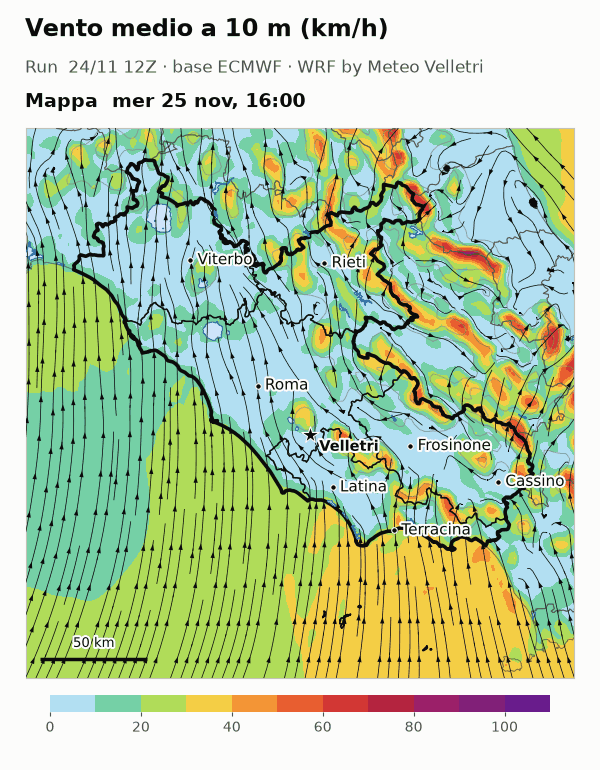 Vento medio a 10 m (km/h)
Run 24/11 12Z · base ECMWF · WRF by Meteo Velletri
Mappa mer 25 nov, 16:00
Viterbo
Rieti
Roma
Velletri
Frosinone
Cassino
Latina
Terracina
50 km
0 20 40 60 80 100